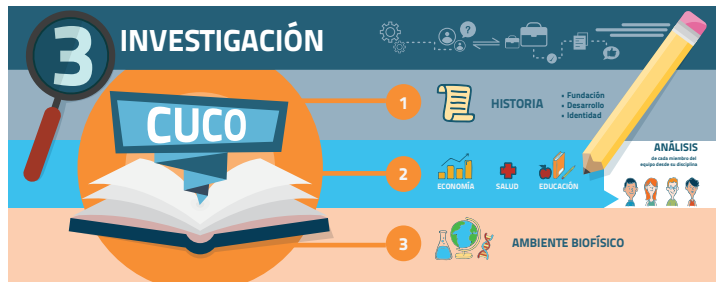 3
INVESTIGACIÓN
?
CUCO
1
HISTORIA
• Fundación
• Desarrollo
• Identidad
2
ECONOMÍA
SALUD
EDUCACIÓN
ANÁLISIS
de cada miembro del
equipo desde su disciplina
3
AMBIENTE BIOFÍSICO